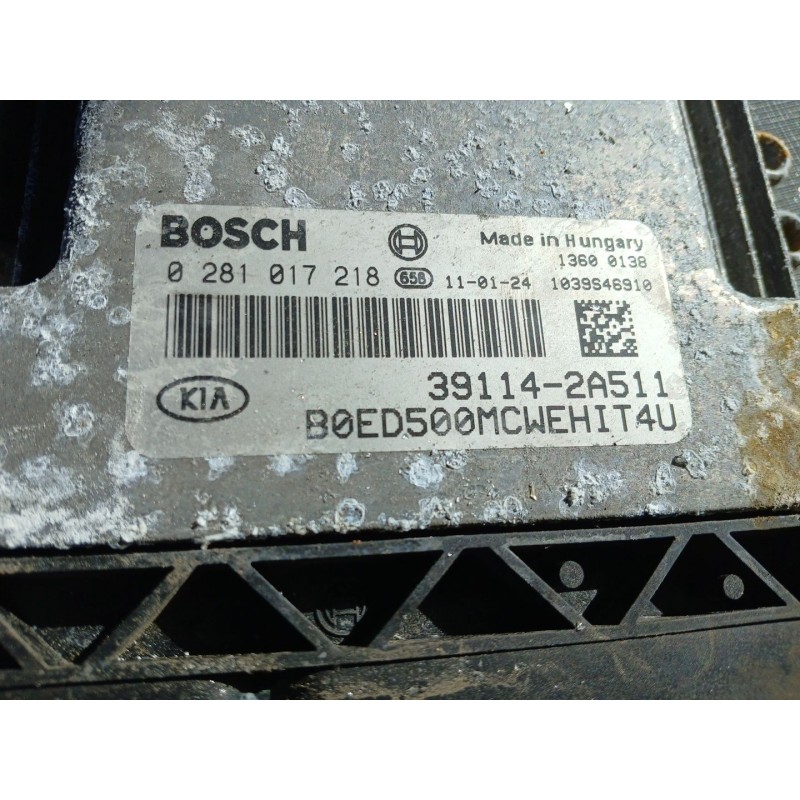 BOSCH
Made in Hungary
1360 0138
0 281 017 218 658 11-01-24 1039S46910
KIA
39114-2A511
B0ED500MCWEHIT4U